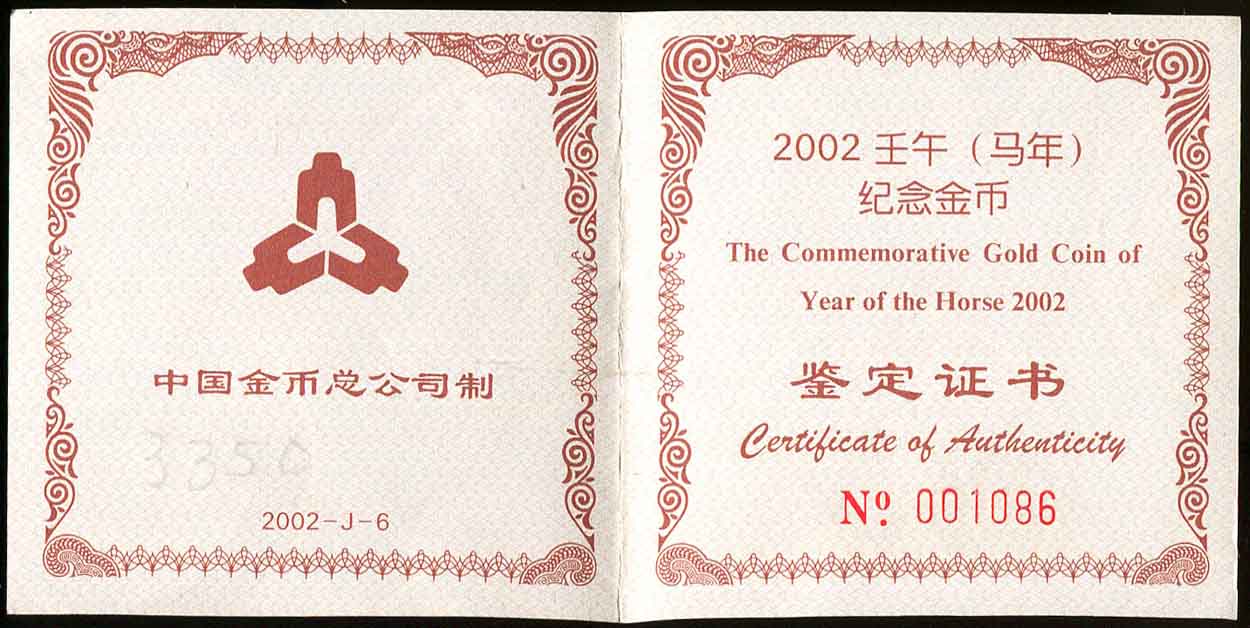 中国金币总公司制
3350
2002-J-6
2002 壬午（马年）
纪念金币
The Commemorative Gold Coin of
Year of the Horse 2002
鉴定证书
Certificate of Authenticity
Nº 001086